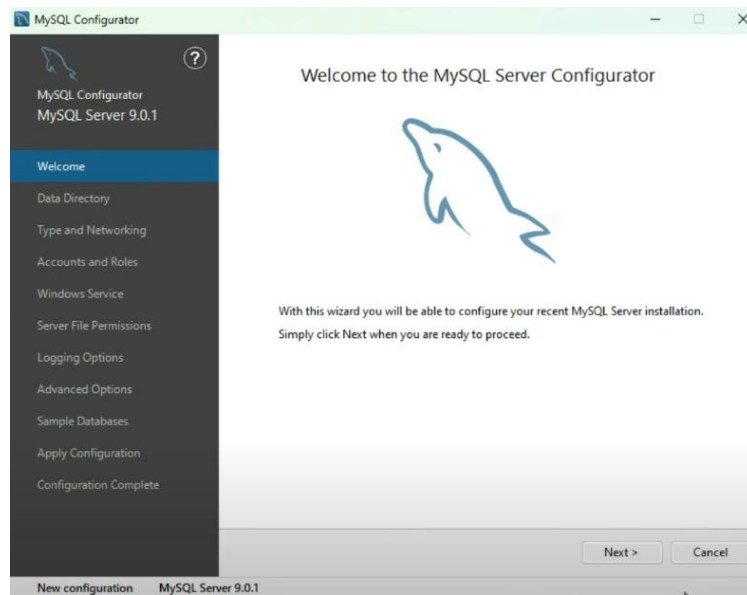 MySQL Configurator
?
MySQL Configurator
MySQL Server 9.0.1
Welcome
Data Directory
Type and Networking
Accounts and Roles
Windows Service
Server File Permissions
Logging Options
Advanced Options
Sample Databases
Apply Configuration
Configuration Complete
Welcome to the MySQL Server Configurator
With this wizard you will be able to configure your recent MySQL Server installation.
Simply click Next when you are ready to proceed.
Next >
Cancel
New configuration MySQL Server 9.0.1